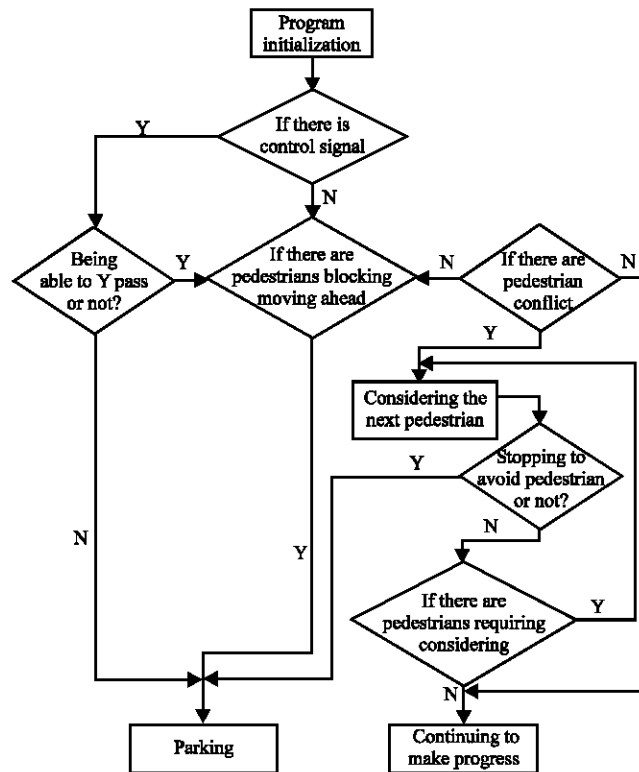 Program
initialization
Y
If there is
control signal
N
Being
able to Y pass
or not?
Y
If there are
pedestrians blocking
moving ahead
N
If there are
pedestrian
conflict
N
Y
Considering the
next pedestrian
Y
Stopping to
avoid pedestrian
or not?
N
N
Y
If there are
pedestrians requiring
considering
Y
N
Parking
Continuing to
make progress